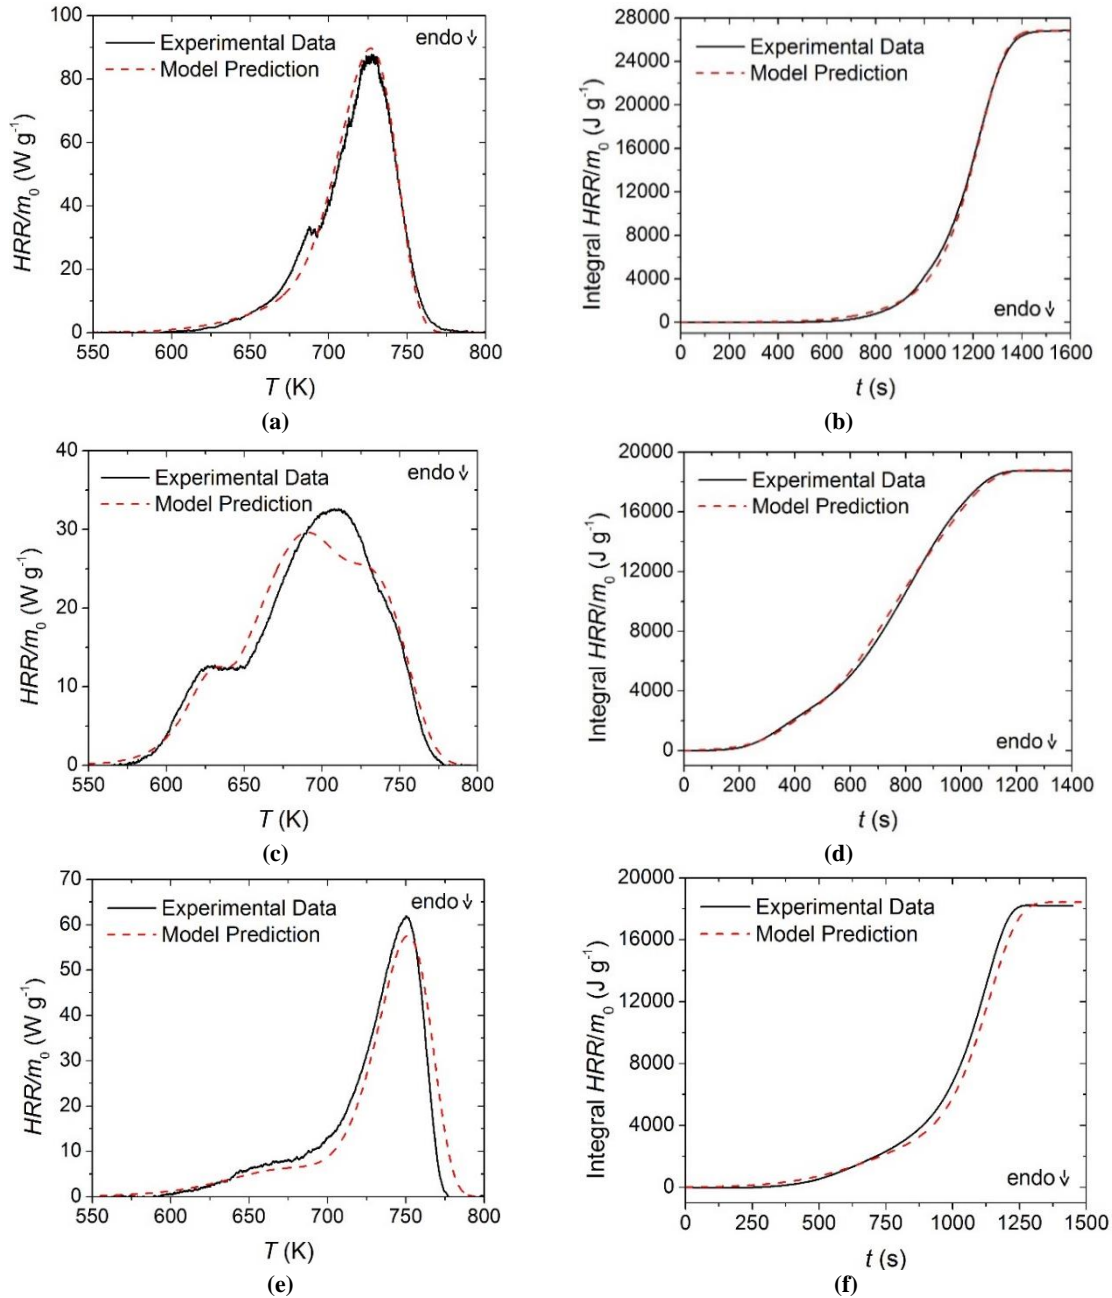 100
80
60
40
20
0
HRR/m₀ (W g⁻¹)
Experimental Data
Model Prediction
endo↓
550 600 650 700 750 800
T (K)
(a)
28000
24000
20000
16000
12000
8000
4000
0
Integral HRR/m₀ (J g⁻¹)
Experimental Data
Model Prediction
endo↓
0 200 400 600 800 1000 1200 1400 1600
t (s)
(b)
40
30
20
10
0
HRR/m₀ (W g⁻¹)
Experimental Data
Model Prediction
endo↓
550 600 650 700 750 800
T (K)
(c)
20000
16000
12000
8000
4000
0
Integral HRR/m₀ (J g⁻¹)
Experimental Data
Model Prediction
endo↓
0 200 400 600 800 1000 1200 1400
t (s)
(d)
70
60
50
40
30
20
10
0
HRR/m₀ (W g⁻¹)
Experimental Data
Model Prediction
endo↓
550 600 650 700 750 800
T (K)
(e)
20000
16000
12000
8000
4000
0
Integral HRR/m₀ (J g⁻¹)
Experimental Data
Model Prediction
endo↓
0 250 500 750 1000 1250 1500
t (s)
(f)